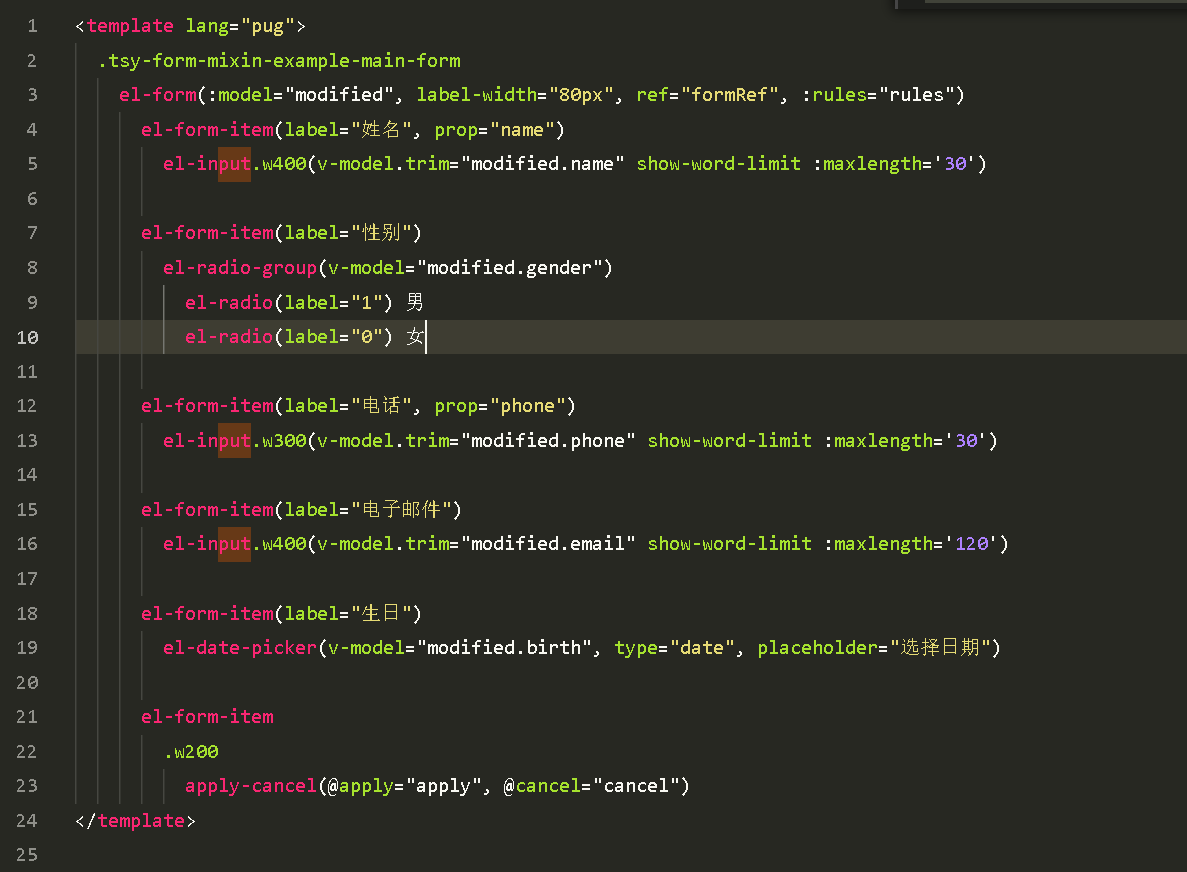 1 <template lang="pug">
2 .tsy-form-mixin-example-main-form
3 el-form(:model="modified", label-width="80px", ref="formRef", :rules="rules")
4 el-form-item(label="姓名", prop="name")
5 el-input.w400(v-model.trim="modified.name" show-word-limit :maxlength='30')
6
7 el-form-item(label="性别")
8 el-radio-group(v-model="modified.gender")
9 el-radio(label="1") 男
10 el-radio(label="0") 女
11
12 el-form-item(label="电话", prop="phone")
13 el-input.w300(v-model.trim="modified.phone" show-word-limit :maxlength='30')
14
15 el-form-item(label="电子邮件")
16 el-input.w400(v-model.trim="modified.email" show-word-limit :maxlength='120')
17
18 el-form-item(label="生日")
19 el-date-picker(v-model="modified.birth", type="date", placeholder="选择日期")
20
21 el-form-item
22 .w200
23 apply-cancel(@apply="apply", @cancel="cancel")
24 </template>
25